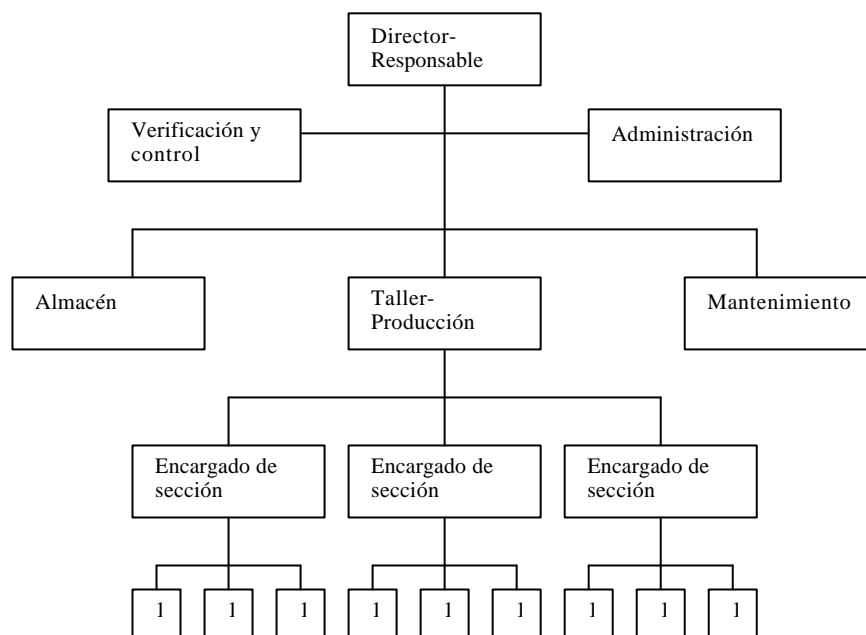 Director-
Responsable
Verificación y
control
Administración
Almacén
Taller-
Producción
Mantenimiento
Encargado de
sección
Encargado de
sección
Encargado de
sección
1 1 1 1 1 1 1 1 1